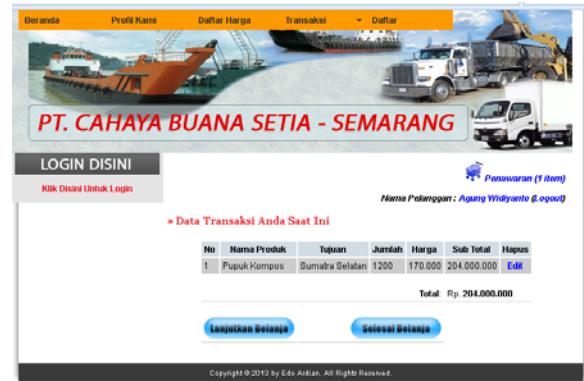 Beranda Profil Kami Daftar Harga Transaksi Daftar
PT. CAHAYA BUANA SETIA - SEMARANG
LOGIN DISINI
Klik Disini Untuk Login
Penawaran (1 item)
Nama Pelanggan : Agung Widiyanto (Logout)
» Data Transaksi Anda Saat Ini
No Nama Produk Tujuan Jumlah Harga Sub Total Hapus
1 Pupuk Kompos Sumatra Selatan 1200 170.000 204.000.000 Edit
Total: Rp. 204.000.000
Lanjutkan Belanja Selesai Belanja
Copyright © 2013 by Edo Ardian. All Rights Reserved.